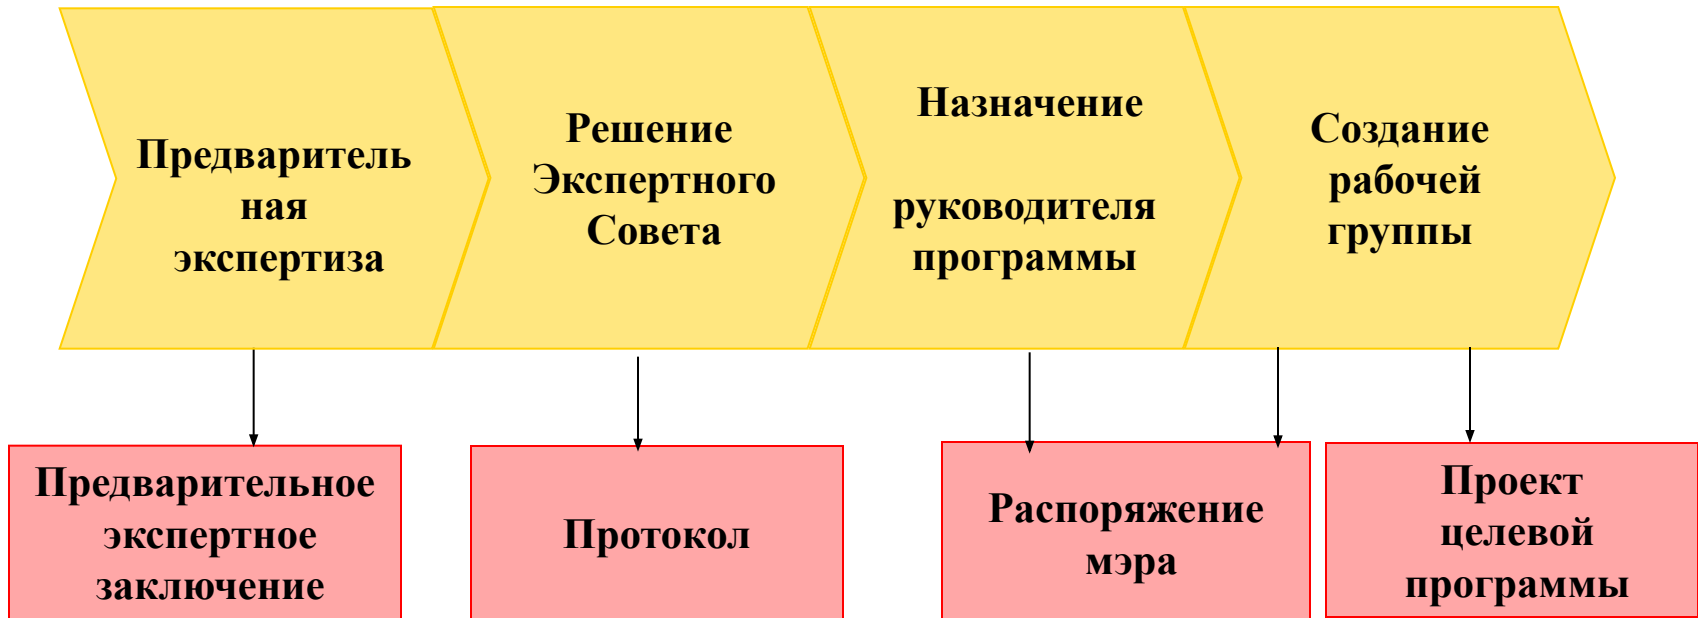 Предваритель
ная
экспертиза
Решение
Экспертного
Совета
Назначение
руководителя
программы
Создание
рабочей
группы
Предварительное
экспертное
заключение
Протокол
Распоряжение
мэра
Проект
целевой
программы